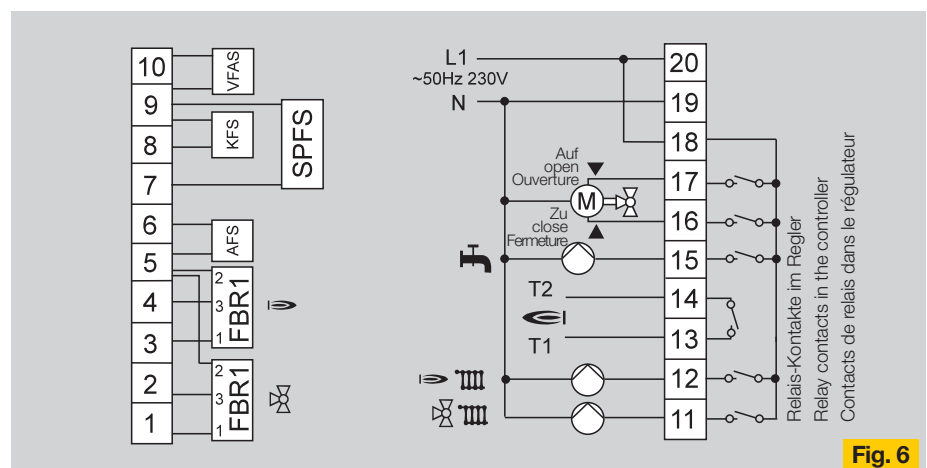 10
9
8
7
6
5
4
3
2
1
VFAS
KFS
SPFS
AFS
2
3
1
FBR1
2
3
1
FBR1
L1
~50Hz 230V
N
Auf
open
Ouverture
M
Zu
close
Fermeture
T2
T1
20
19
18
17
16
15
14
13
12
11
Relais-Kontakte im Regler
Relay contacts in the controller
Contacts de relais dans le régulateur
Fig. 6